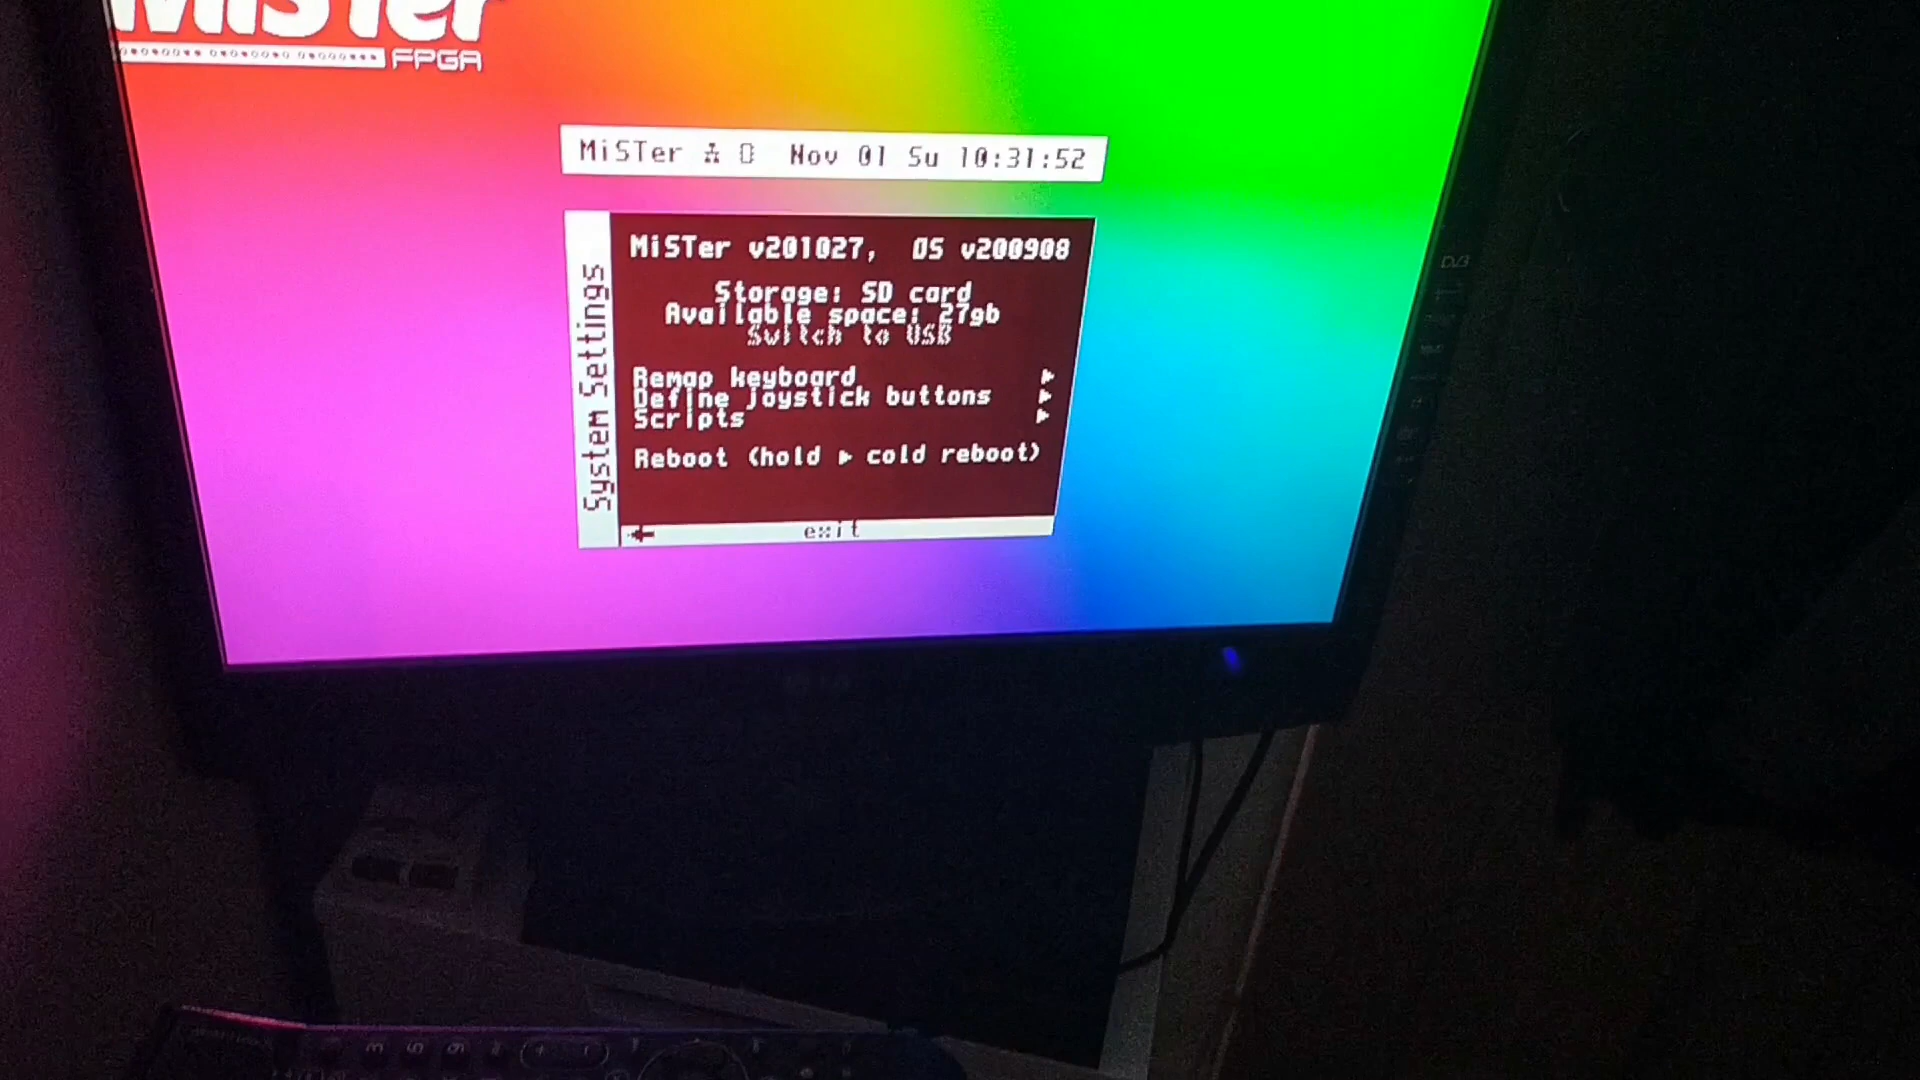 MiSTer
FPGA
MiSTer Nov 01 Su 10:31:52
System Settings
MiSTer v201027, OS v200908
Storage: SD card
Available space: 27gb
Switch to USB
Remap keyboard ►
Define joystick buttons ►
Scripts ►
Reboot (hold ► cold reboot)
exit